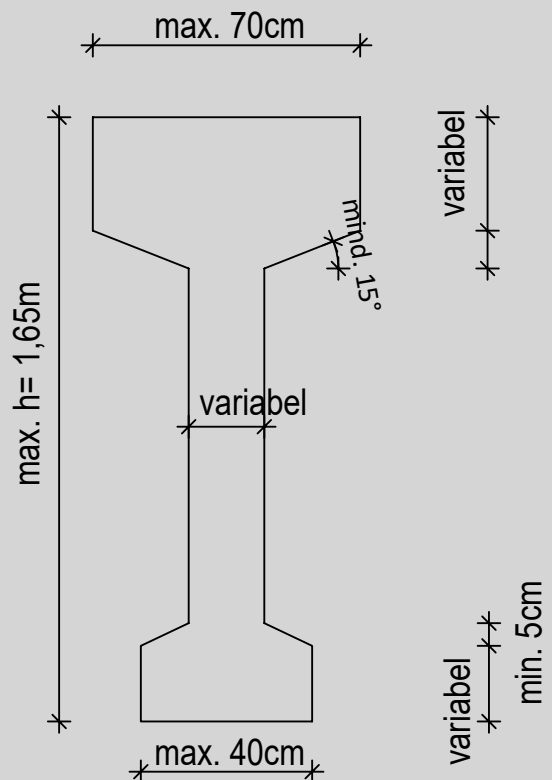 max. 70cm
variabel
mind. 15°
max. h= 1,65m
variabel
min. 5cm
variabel
max. 40cm